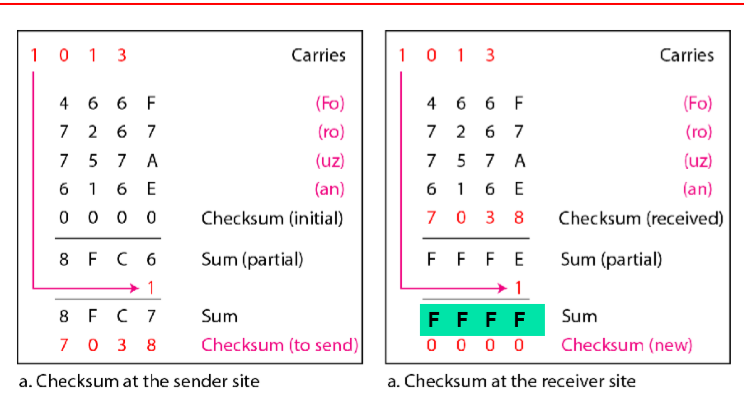 1 0 1 3 Carries
4 6 6 F (Fo)
7 2 6 7 (ro)
7 5 7 A (uz)
6 1 6 E (an)
0 0 0 0 Checksum (initial)
8 F C 6 Sum (partial)
1
8 F C 7 Sum
7 0 3 8 Checksum (to send)
a. Checksum at the sender site
1 0 1 3 Carries
4 6 6 F (Fo)
7 2 6 7 (ro)
7 5 7 A (uz)
6 1 6 E (an)
7 0 3 8 Checksum (received)
F F F E Sum (partial)
1
F F F F Sum
0 0 0 0 Checksum (new)
a. Checksum at the receiver site